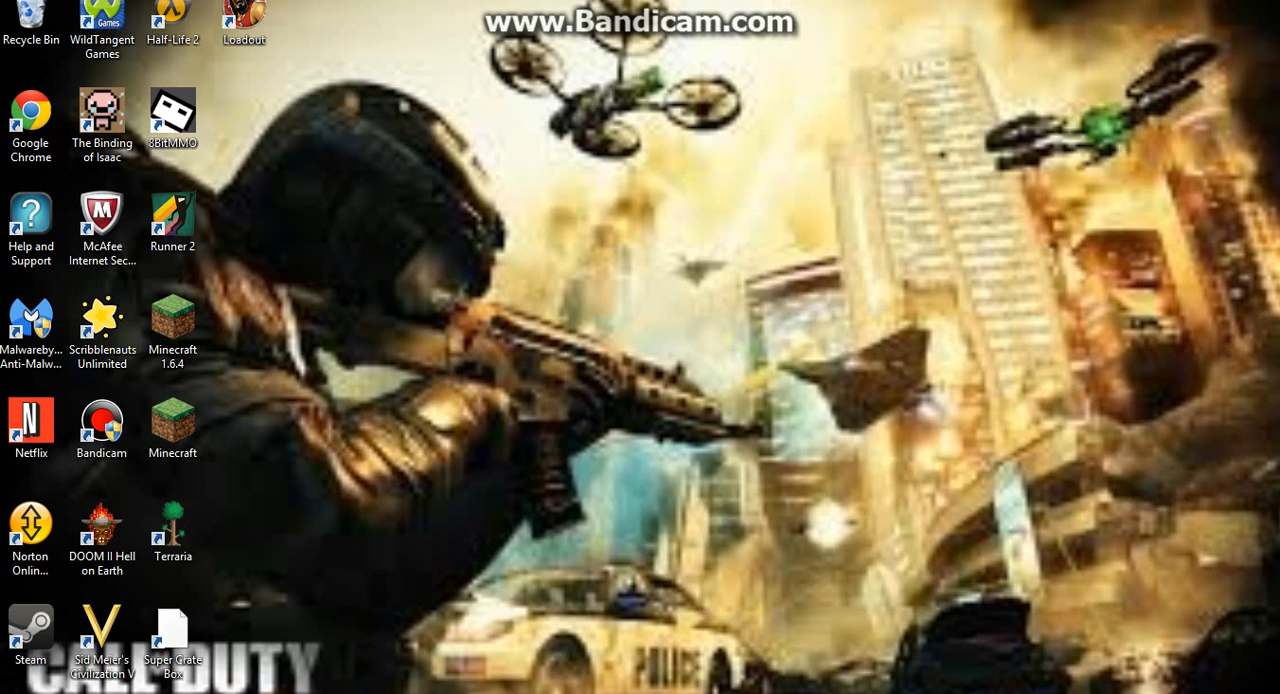 www.Bandicam.com
Recycle Bin
WildTangent
Games
Half-Life 2
Loadout
Google
Chrome
The Binding
of Isaac
8BitMMO
Help and
Support
McAfee
Internet Sec...
Runner 2
Malwareby...
Anti-Malw...
Scribblenauts
Unlimited
Minecraft
1.6.4
Netflix
Bandicam
Minecraft
Norton
Onlin...
DOOM II Hell
on Earth
Terraria
Steam
Sid Meier's
Civilization V
Super Crate
Box
CALL DUTY
POLICE